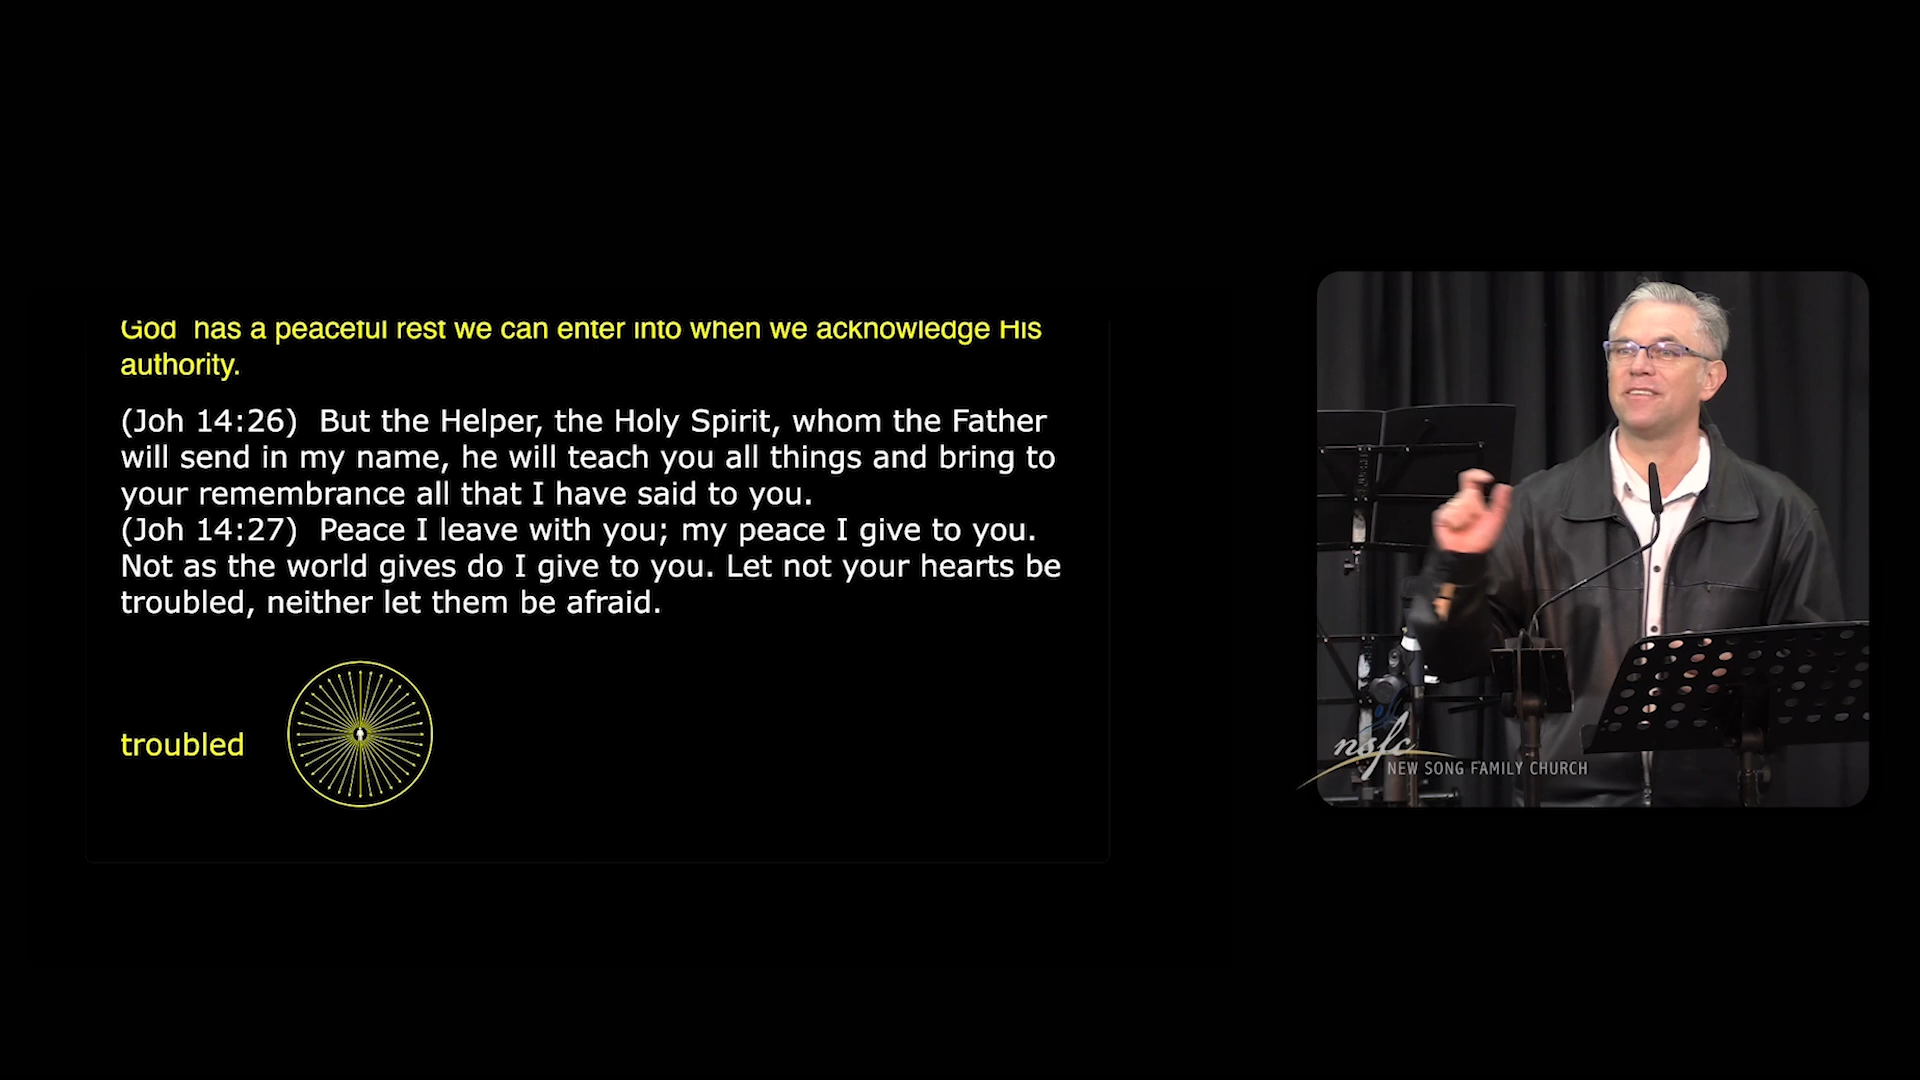 God  has a peaceful rest we can enter into when we acknowledge His
authority.
(Joh 14:26)  But the Helper, the Holy Spirit, whom the Father
will send in my name, he will teach you all things and bring to
your remembrance all that I have said to you.
(Joh 14:27)  Peace I leave with you; my peace I give to you.
Not as the world gives do I give to you. Let not your hearts be
troubled, neither let them be afraid.
troubled
nsfc
NEW SONG FAMILY CHURCH